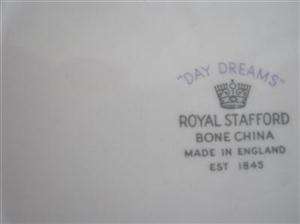 "DAY DREAMS"
ROYAL STAFFORD
BONE CHINA
MADE IN ENGLAND
EST 1845